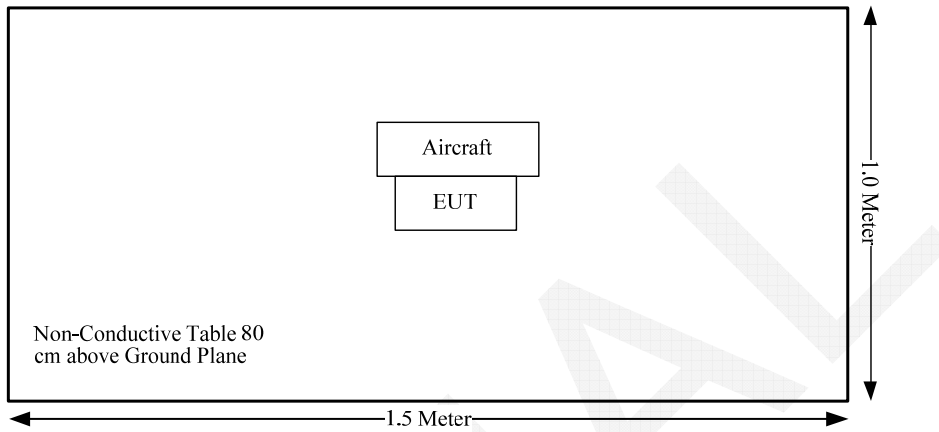 Aircraft
EUT
1.0 Meter
Non-Conductive Table 80
cm above Ground Plane
1.5 Meter